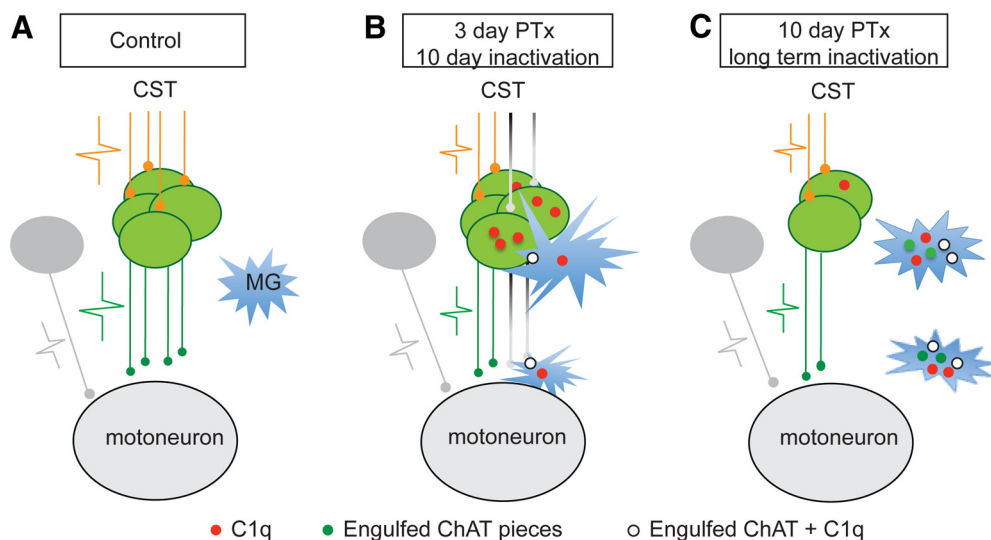 A
Control
CST
MG
motoneuron
B
3 day PTx
10 day inactivation
CST
motoneuron
C
10 day PTx
long term inactivation
CST
motoneuron
C1q
Engulfed ChAT pieces
Engulfed ChAT + C1q